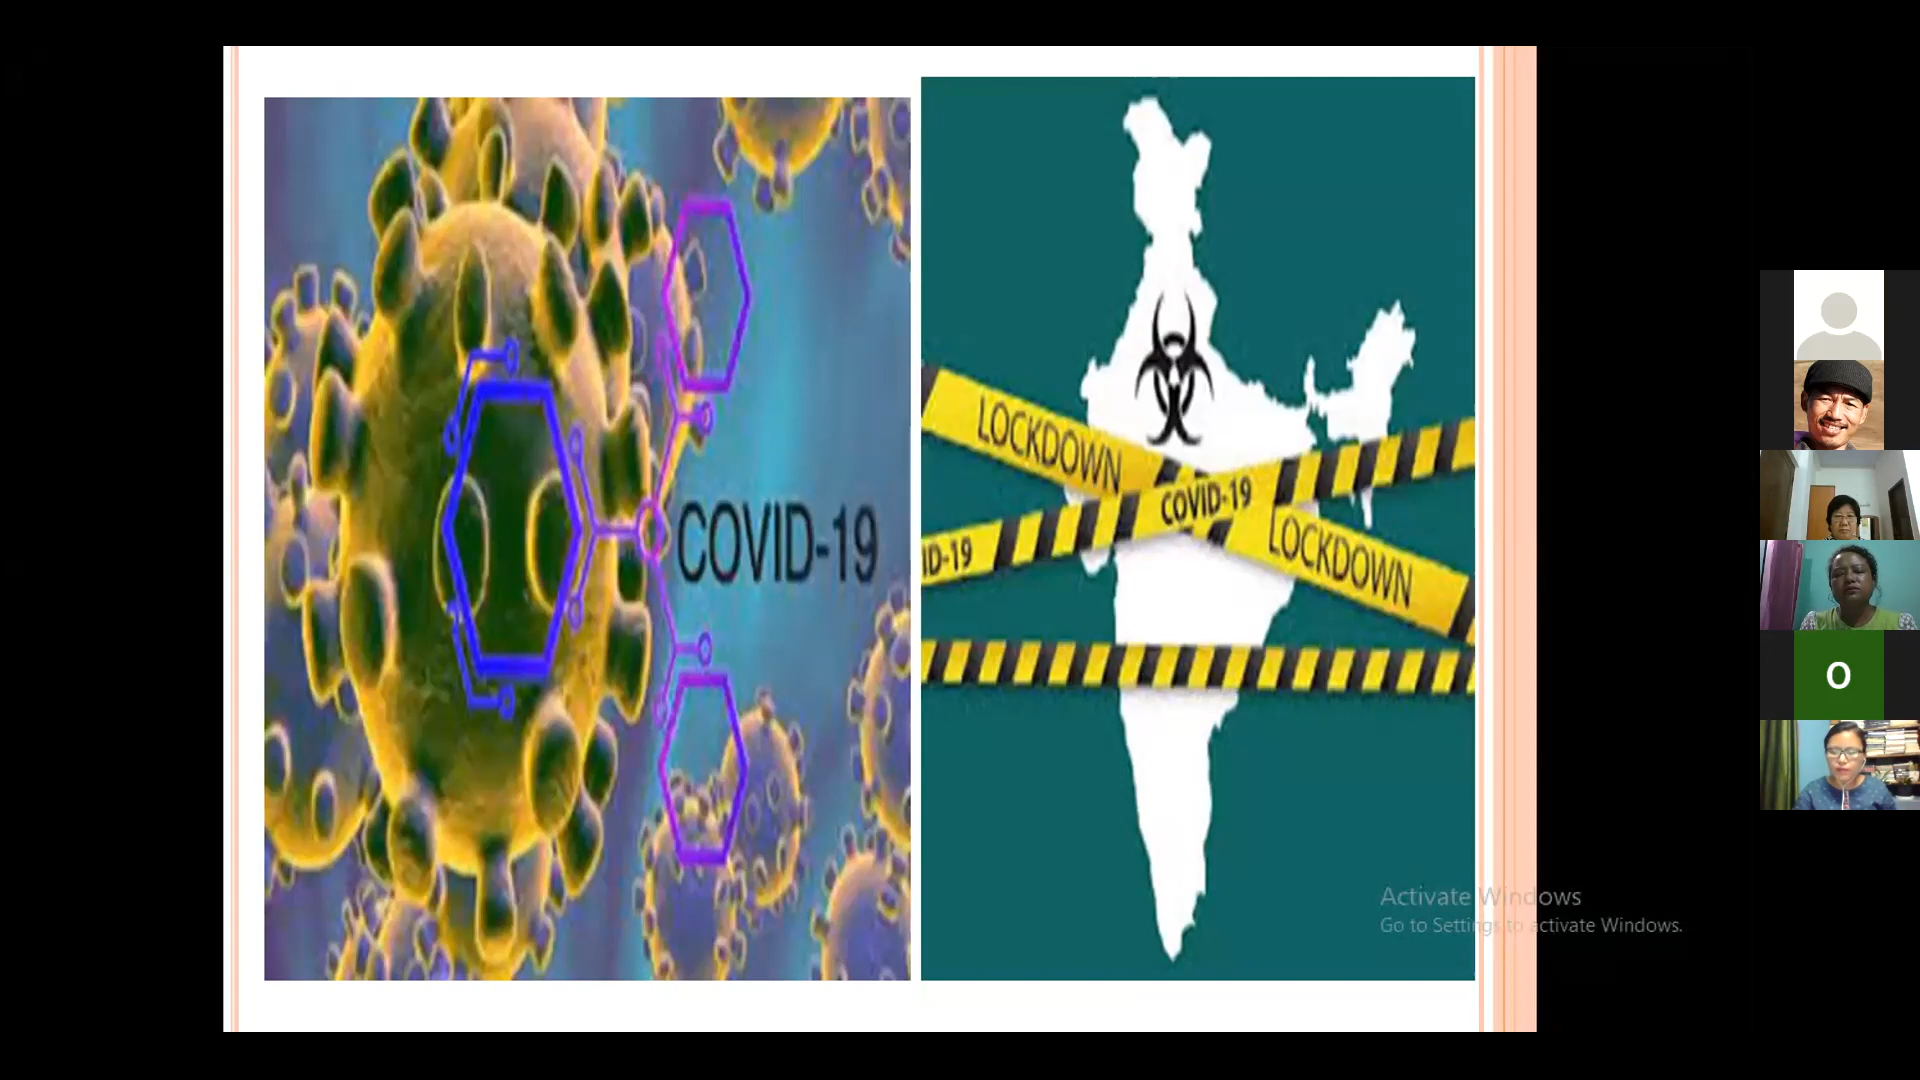 COVID-19
LOCKDOWN
COVID-19
ID-19
LOCKDOWN
O
Activate Windows
Go to Settings to activate Windows.